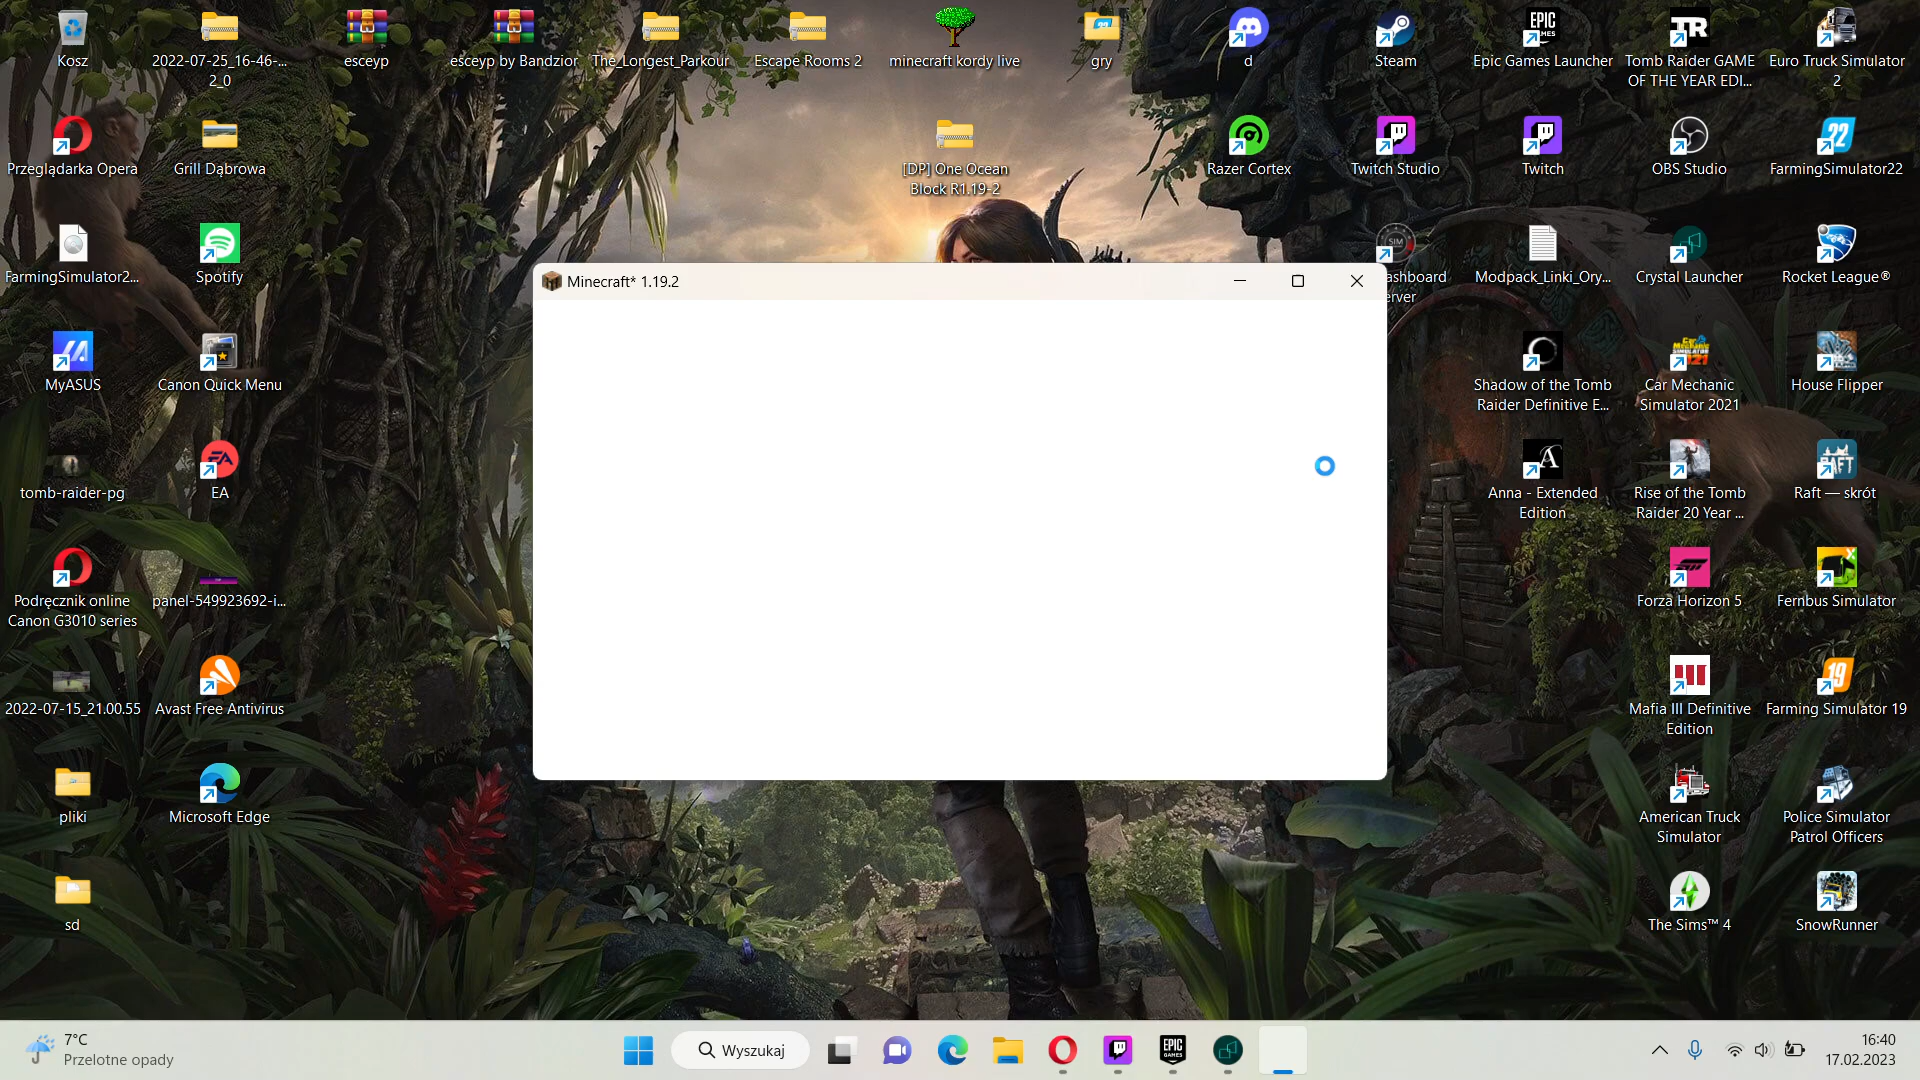 Kosz
2022-07-25_16-46-...
2_0
esceyp
esceyp by Bandzior
The_Longest_Parkour
Escape Rooms 2
minecraft kordy live
gry
d
Steam
Epic Games Launcher
Tomb Raider GAME
OF THE YEAR EDI...
Euro Truck Simulator
2
Przeglądarka Opera
Grill Dąbrowa
[DP] One Ocean
Block R1.19-2
Razer Cortex
Twitch Studio
Twitch
OBS Studio
FarmingSimulator22
FarmingSimulator2...
Spotify
ashboard
erver
Modpack_Linki_Ory...
Crystal Launcher
Rocket League®
Minecraft* 1.19.2
MyASUS
Canon Quick Menu
Shadow of the Tomb
Raider Definitive E...
Car Mechanic
Simulator 2021
House Flipper
tomb-raider-pg
EA
Anna - Extended
Edition
Rise of the Tomb
Raider 20 Year ...
Raft — skrót
Podręcznik online
Canon G3010 series
panel-549923692-i...
Forza Horizon 5
Fernbus Simulator
2022-07-15_21.00.55
Avast Free Antivirus
Mafia III Definitive
Edition
Farming Simulator 19
pliki
Microsoft Edge
American Truck
Simulator
Police Simulator
Patrol Officers
sd
The Sims™ 4
SnowRunner
7°C
Przelotne opady
Wyszukaj
16:40
17.02.2023